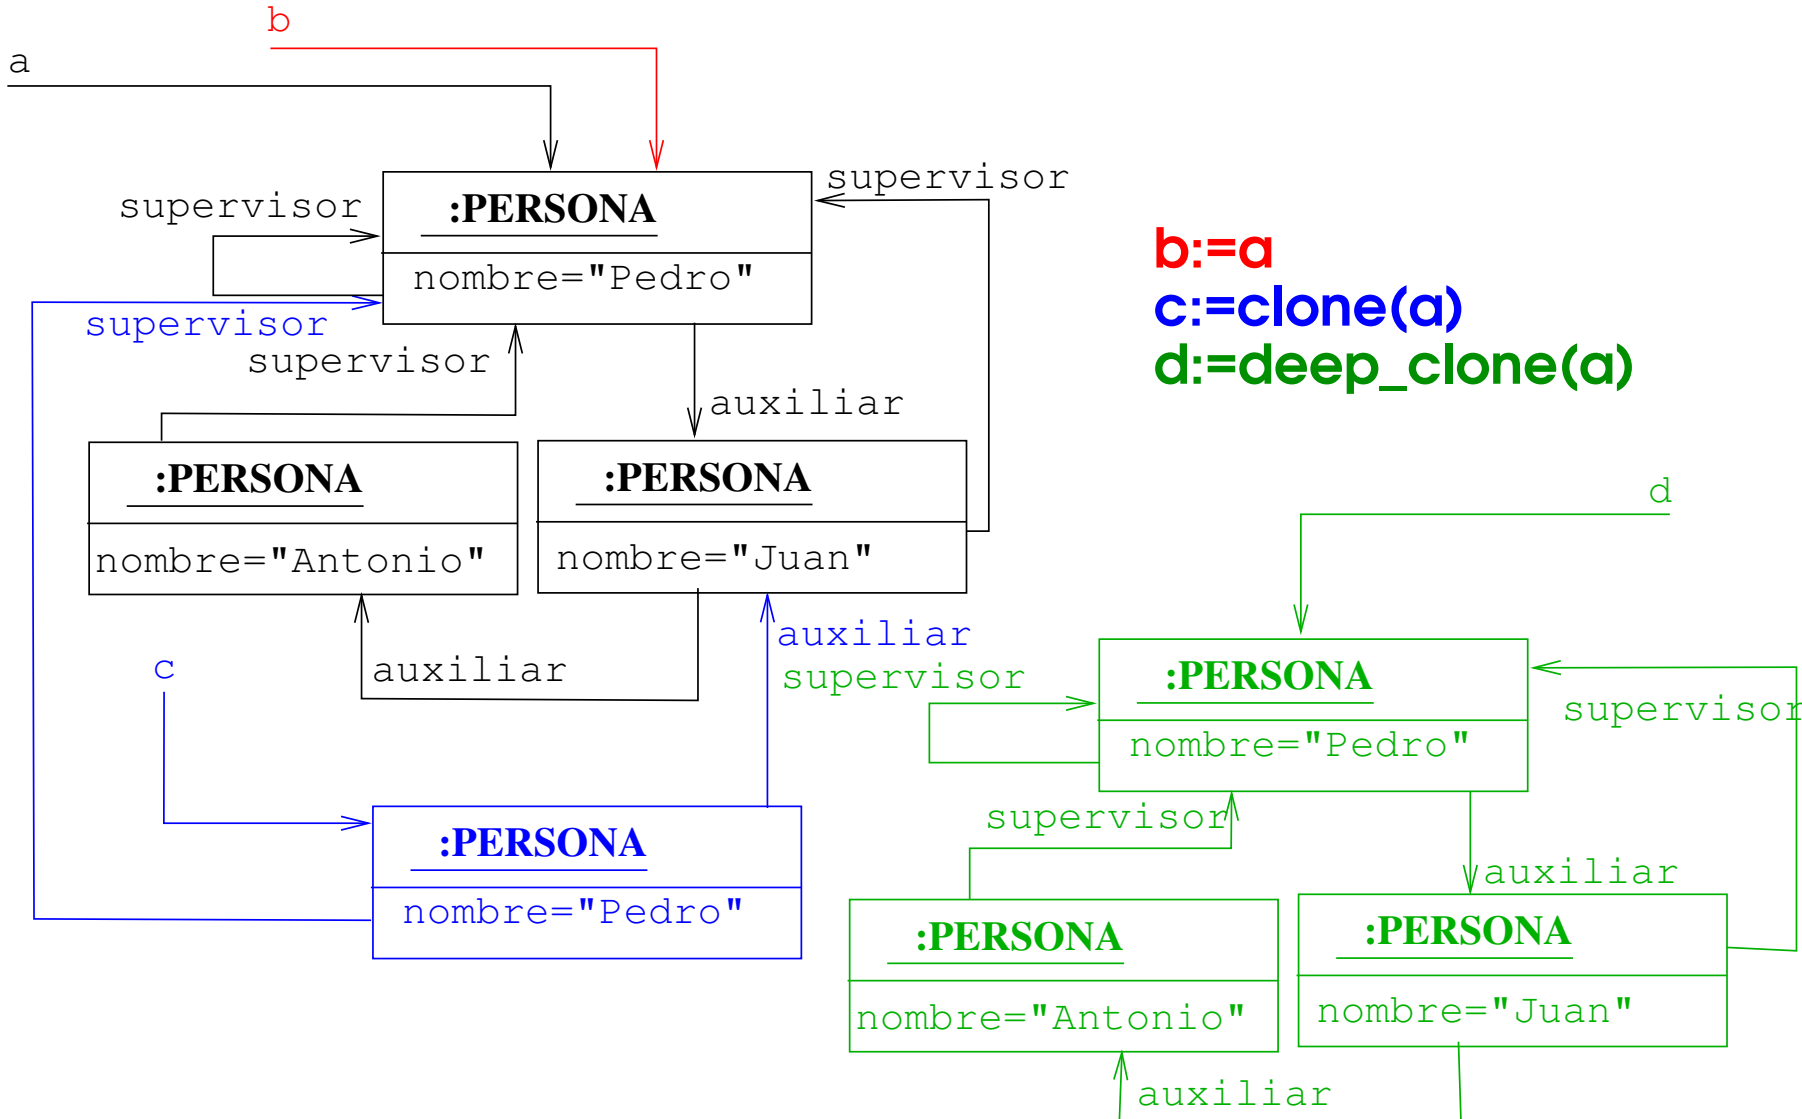 b
a
supervisor
supervisor
:PERSONA
nombre="Pedro"
supervisor
supervisor
auxiliar
b:=a
c:=clone(a)
d:=deep_clone(a)
:PERSONA
nombre="Antonio"
:PERSONA
nombre="Juan"
auxiliar
auxiliar
c
:PERSONA
nombre="Pedro"
d
supervisor
:PERSONA
nombre="Pedro"
supervisor
supervisor
auxiliar
:PERSONA
nombre="Antonio"
:PERSONA
nombre="Juan"
auxiliar